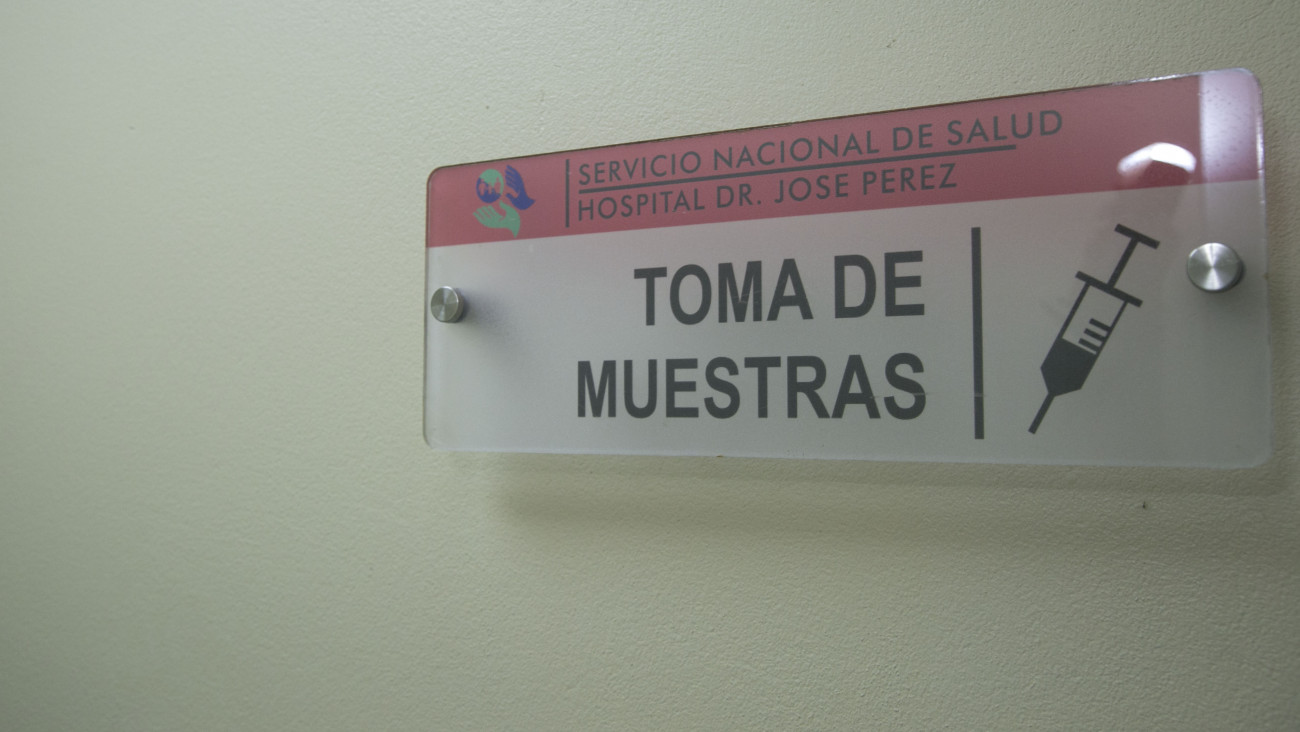 SERVICIO NACIONAL DE SALUD
HOSPITAL DR. JOSE PEREZ
TOMA DE
MUESTRAS